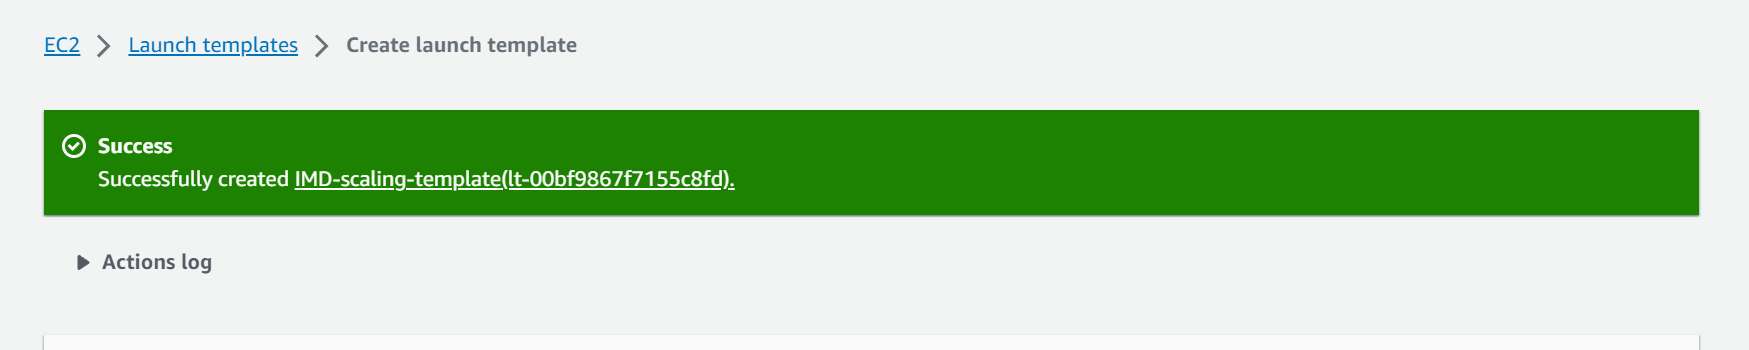 EC2 > Launch templates > Create launch template
Success
Successfully created IMD-scaling-template(lt-00bf9867f7155c8fd).
Actions log